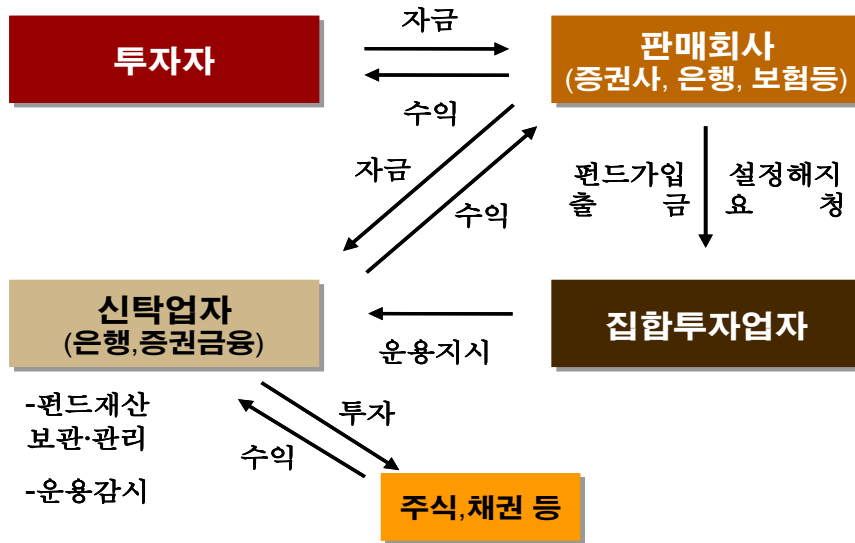 자금
투자자
판매회사
(증권사, 은행, 보험등)
수익
자금
수익
펀드가입
출 금
설정해지
요 청
신탁업자
(은행,증권금융)
집합투자업자
운용지시
-펀드재산
보관·관리
-운용감시
투자
수익
주식,채권 등